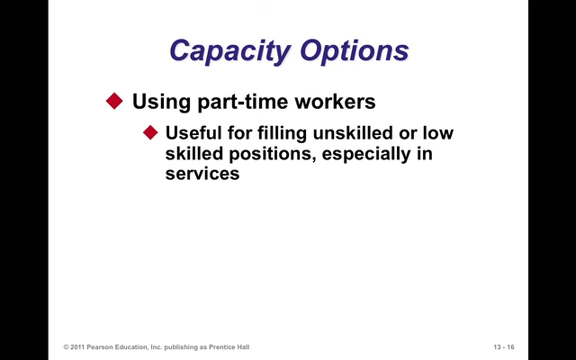 Capacity Options
Using part-time workers
Useful for filling unskilled or low
skilled positions, especially in
services
© 2011 Pearson Education, Inc. publishing as Prentice Hall
13 - 16